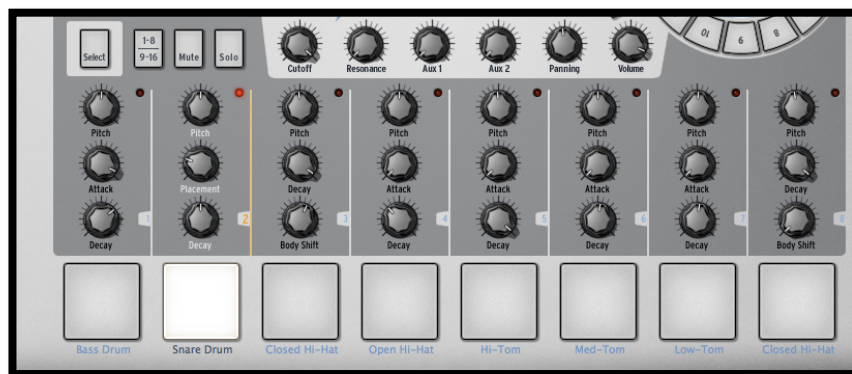 10 9 8
Select 1-8 Mute Solo
9-16
Cutoff Resonance Aux 1 Aux 2 Panning Volume
Pitch Pitch Pitch Pitch Pitch Pitch Pitch Pitch
Attack Placement Decay Attack Attack Attack Attack Decay
1 2 3 4 5 6 7 8
Decay Decay Body Shift Decay Decay Decay Decay Body Shift
Bass Drum Snare Drum Closed Hi-Hat Open Hi-Hat Hi-Tom Med-Tom Low-Tom Closed Hi-Hat